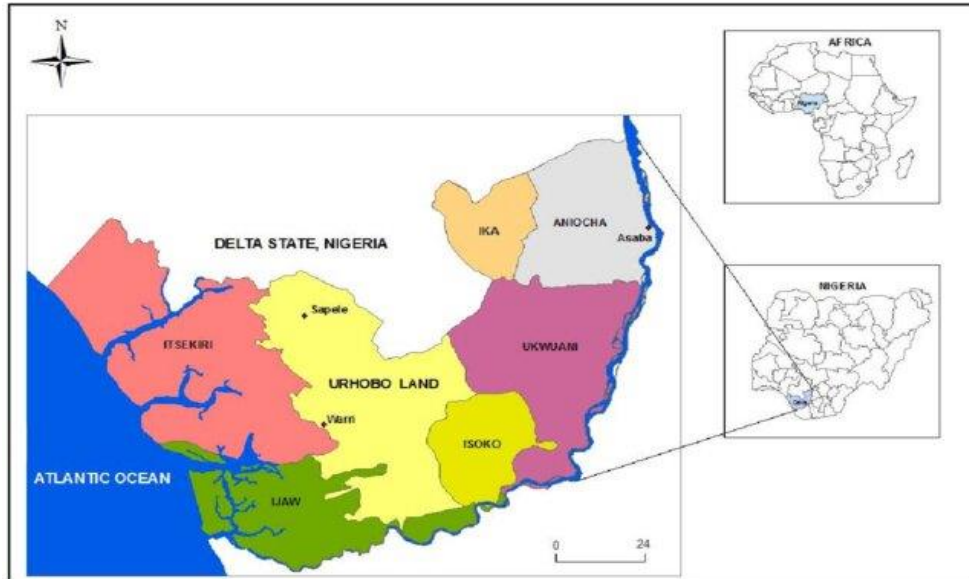 N
AFRICA
Nigeria
IKA
ANIOCHA
Asaba
DELTA STATE, NIGERIA
NIGERIA
Sapele
ITSEKIRI
UKWUANI
URHOBO LAND
Warri
ISOKO
ATLANTIC OCEAN
IJAW
0 24